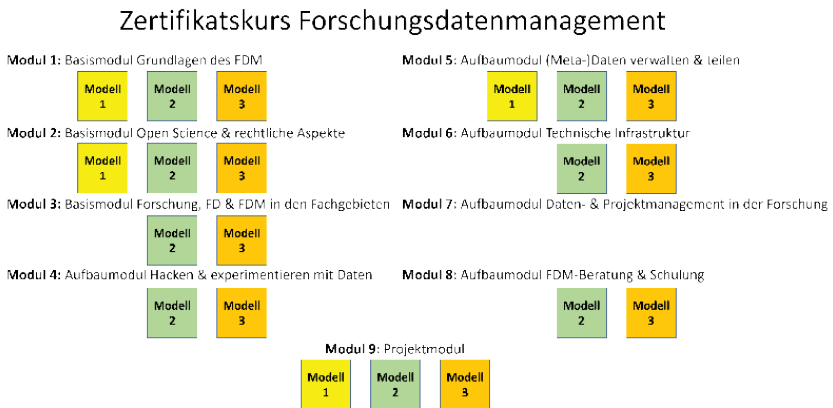 Zertifikatskurs Forschungsdatenmanagement
Modul 1: Basismodul Grundlagen des FDM
Modell 1
Modell 2
Modell 3
Modul 2: Basismodul Open Science & rechtliche Aspekte
Modell 1
Modell 2
Modell 3
Modul 3: Basismodul Forschung, FD & FDM in den Fachgebieten
Modell 2
Modell 3
Modul 4: Aufbaumodul Hacken & experimentieren mit Daten
Modell 2
Modell 3
Modul 5: Aufbaumodul (Meta-)Daten verwalten & teilen
Modell 1
Modell 2
Modell 3
Modul 6: Aufbaumodul Technische Infrastruktur
Modell 2
Modell 3
Modul 7: Aufbaumodul Daten- & Projektmanagement in der Forschung
Modul 8: Aufbaumodul FDM-Beratung & Schulung
Modell 2
Modell 3
Modul 9: Projektmodul
Modell 1
Modell 2
Modell 3